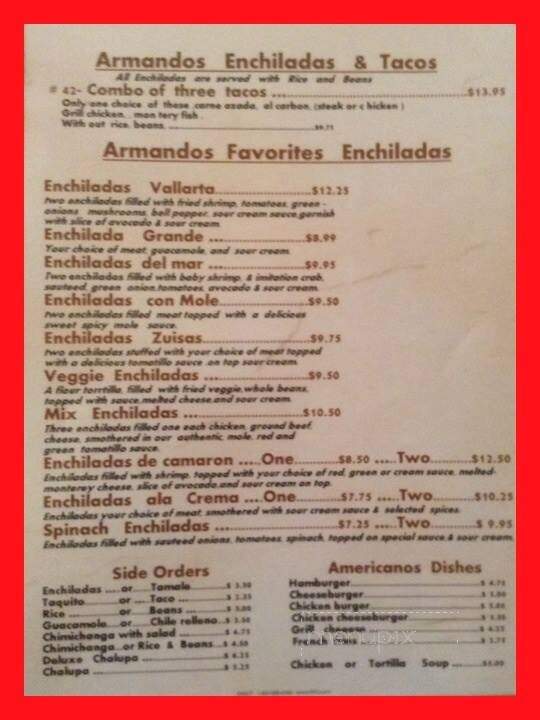 Armandos Enchiladas & Tacos
All Enchiladas are served with Rice and Beans
# 42- Combo of three tacos ... $13.95
Only one choice of these .carne asada, al carbon, (steak or c hicken )
Grill chicken, mon tery fish .
With out rice, beans,
Armandos Favorites Enchiladas
Enchiladas Vallarta $12.25
two enchiladas filled with fried shrimp, tomatoes, green -
onions mushrooms, bell pepper, sour cream sauce,garnish
with slice of avocado & sour cream
Enchilada Grande ... $8.99
Your choice of meat, guacamole, and sour cream
Enchiladas del mar ... $9.95
Two enchiladas filled with baby shrimp, & imitation crab,
sauteed, green onion,tomatoes, avocado & sour cream
Enchiladas con Mole $9.50
two enchiladas filled meat topped with a delicious
sweet spicy mole sauce.
Enchiladas Zuisas $9.75
two enchiladas stuffed with your choice of meat topped
with a delicious tomatillo sauce .on top sour cream
Veggie Enchiladas ... $9.50
A flour torrtilla, filled with fried veggie,whole beans,
topped with sauce,melted cheese,and sour cream.
Mix Enchiladas ... $10.50
Three enchiladas filled one each chicken, ground beef,
cheese, smothered in our authentic mole, red and
green tomatillo sauce.
Enchiladas de camaron ....One $8.50 .....Two $12.50
Enchiladas filled with shrimp, topped with your choice of red, green or cream sauce, melted-
monterey cheese, slice of avocado,and sour cream on top.
Enchiladas ala Crema ....One $7.75 ....Two $10.25
Enchiladas your choice of meat, smothered with sour cream sauce & selected spices.
Spinach Enchiladas ... $7.25 ....Two $ 9.95
Enchiladas filled with sauteed onions, tomatoes, spinach, topped on special sauce,& sour cream.
Side Orders
Enchiladas .... or .... Tamale
Taquito or ... Taco ...
Rice or ... Beans ...
Guacamole or Chile relleno
Chimichanga with salad $ 6.75
Chimichanga..or Rice & Beans
Deluxe Chalupa
Chalupa
Americanos Dishes
Hamburger $ 4.75
Cheeseburger
Chicken burger
Chicken cheeseburger
Grill cheese
French fries
Chicken or Tortilla Soup $5.00
menupix